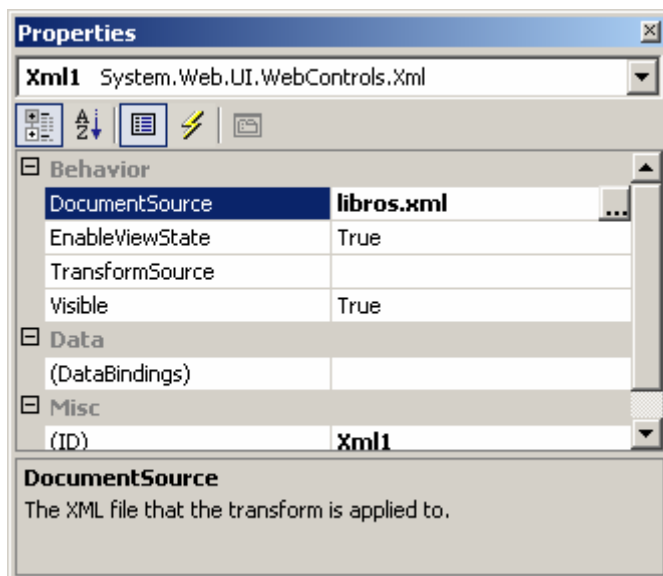 Properties
Xml1 System.Web.UI.WebControls.Xml
Behavior
DocumentSource libros.xml ...
EnableViewState True
TransformSource
Visible True
Data
(DataBindings)
Misc
(ID) Xml1
DocumentSource
The XML file that the transform is applied to.